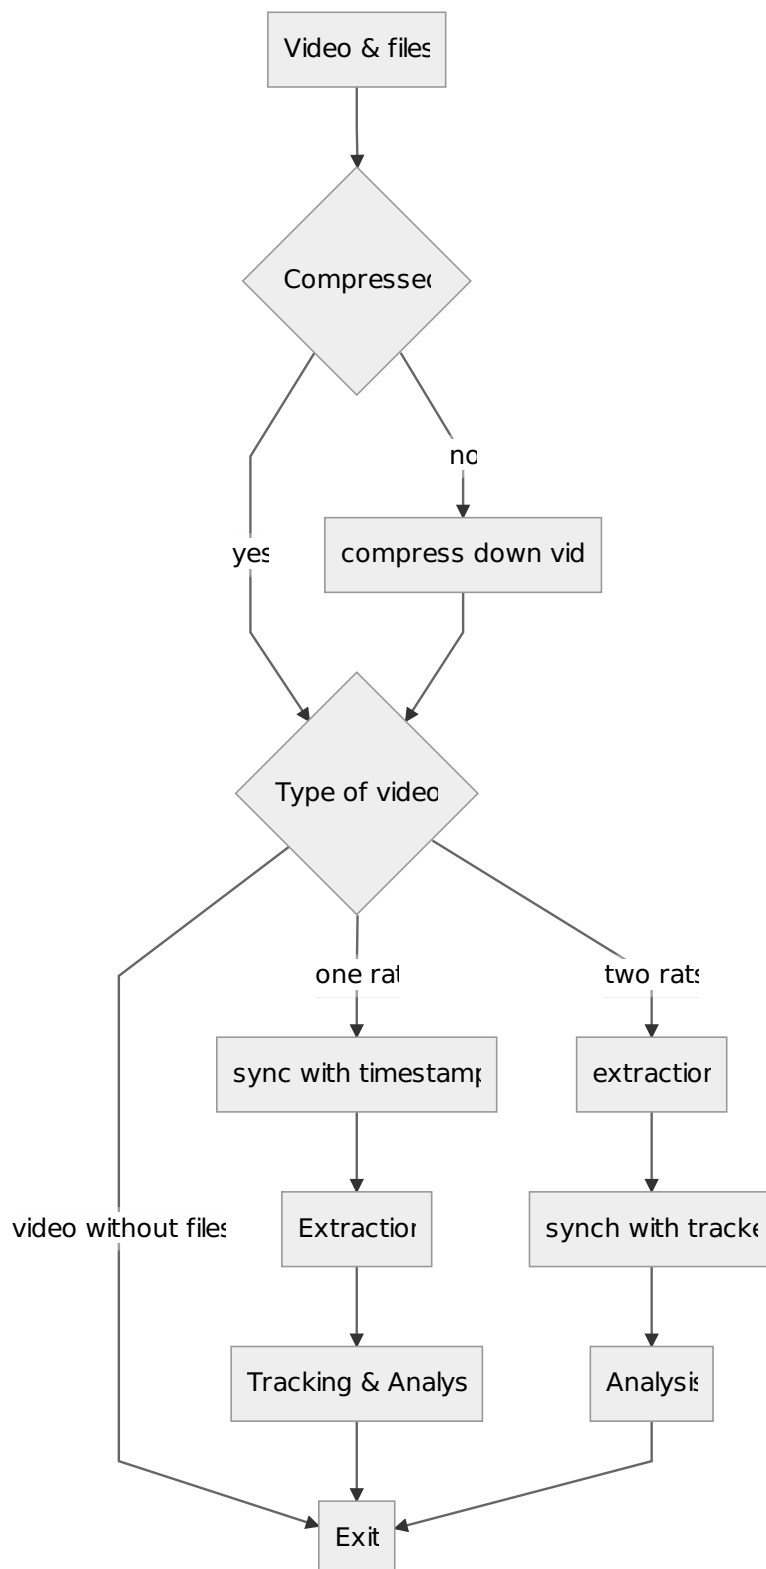 Video & files
Compressed
no
yes
compress down vid
Type of video
one rat
two rats
sync with timestamp
extraction
video without files
Extraction
synch with tracke
Tracking & Analys
Analysis
Exit